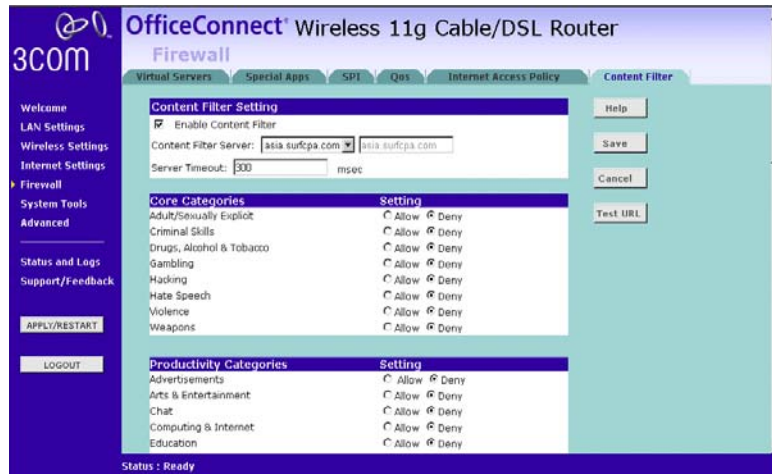 OfficeConnect® Wireless 11g Cable/DSL Router
3COM
Firewall
Virtual Servers Special Apps SPI Qos Internet Access Policy Content Filter
Welcome
LAN Settings
Wireless Settings
Internet Settings
Firewall
System Tools
Advanced
Status and Logs
Support/Feedback
APPLY/RESTART
LOGOUT
Content Filter Setting
Enable Content Filter
Content Filter Server: asia.surfcpa.com asia.surfcpa.com
Server Timeout: 300 msec
Core Categories Setting
Adult/Sexually Explicit Allow Deny
Criminal Skills Allow Deny
Drugs, Alcohol & Tobacco Allow Deny
Gambling Allow Deny
Hacking Allow Deny
Hate Speech Allow Deny
Violence Allow Deny
Weapons Allow Deny
Productivity Categories Setting
Advertisements Allow Deny
Arts & Entertainment Allow Deny
Chat Allow Deny
Computing & Internet Allow Deny
Education Allow Deny
Help
Save
Cancel
Test URL
Status : Ready